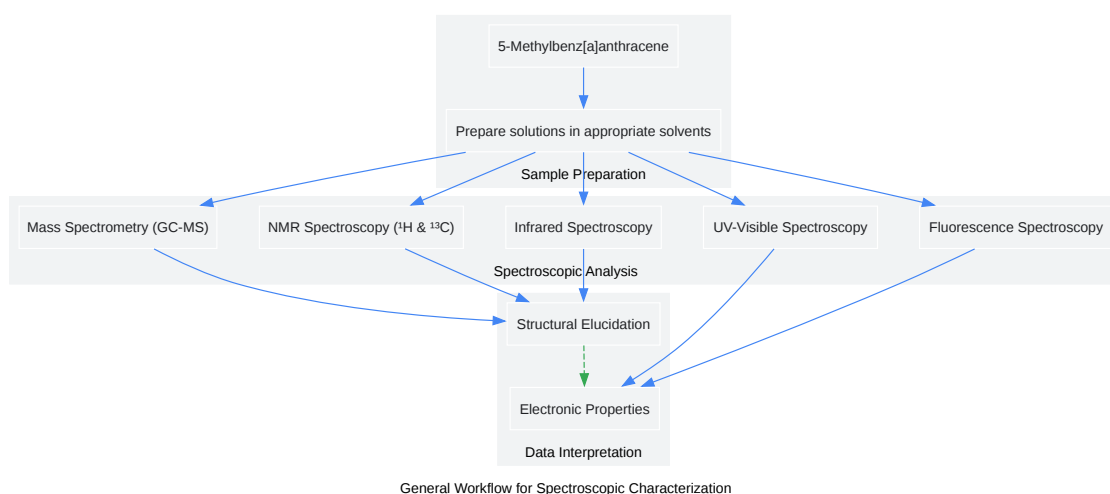 5-Methylbenz[a]anthracene
Prepare solutions in appropriate solvents
Sample Preparation
Mass Spectrometry (GC-MS)
NMR Spectroscopy (¹H & ¹³C)
Infrared Spectroscopy
UV-Visible Spectroscopy
Fluorescence Spectroscopy
Spectroscopic Analysis
Structural Elucidation
Electronic Properties
Data Interpretation
General Workflow for Spectroscopic Characterization